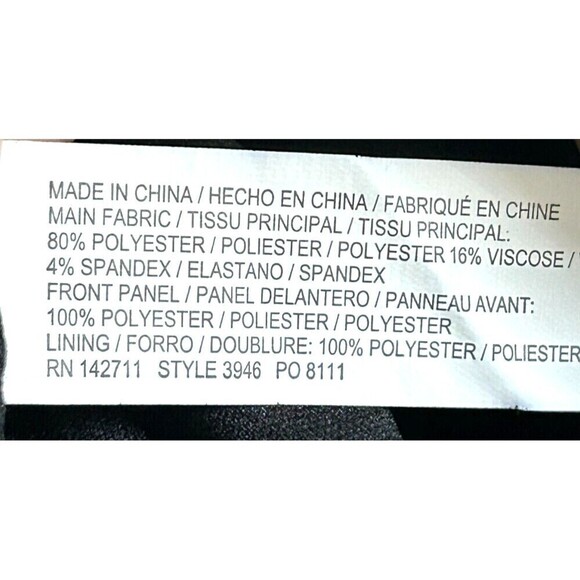 MADE IN CHINA / HECHO EN CHINA / FABRIQUÉ EN CHINE
MAIN FABRIC / TISSU PRINCIPAL / TISSU PRINCIPAL:
80% POLYESTER / POLIESTER / POLYESTER 16% VISCOSE /
4% SPANDEX / ELASTANO / SPANDEX
FRONT PANEL / PANEL DELANTERO / PANNEAU AVANT:
100% POLYESTER / POLIESTER / POLYESTER
LINING / FORRO / DOUBLURE: 100% POLYESTER / POLIESTER
RN 142711 STYLE 3946 PO 8111